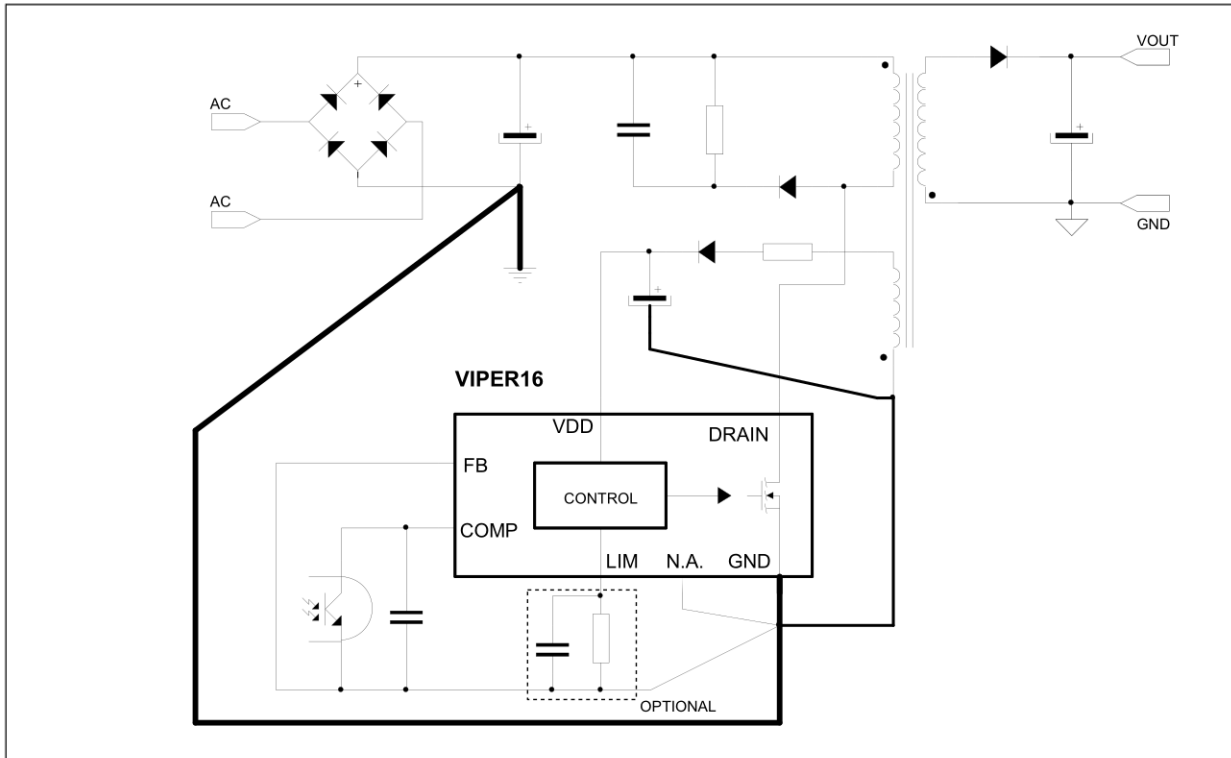 VOUT
AC
AC
GND
VIPER16
VDD
DRAIN
FB
CONTROL
COMP
LIM N.A. GND
OPTIONAL